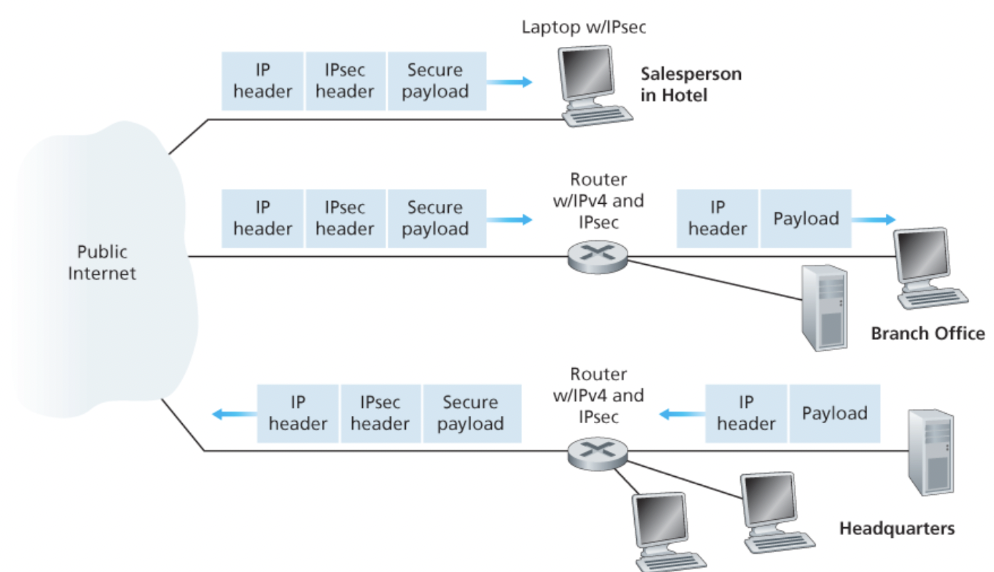 Laptop w/IPsec
IP
header
IPsec
header
Secure
payload
Salesperson
in Hotel
Router
w/IPv4 and
IPsec
IP
header
IPsec
header
Secure
payload
IP
header
Payload
Public
Internet
Branch Office
Router
w/IPv4 and
IPsec
IP
header
IPsec
header
Secure
payload
IP
header
Payload
Headquarters